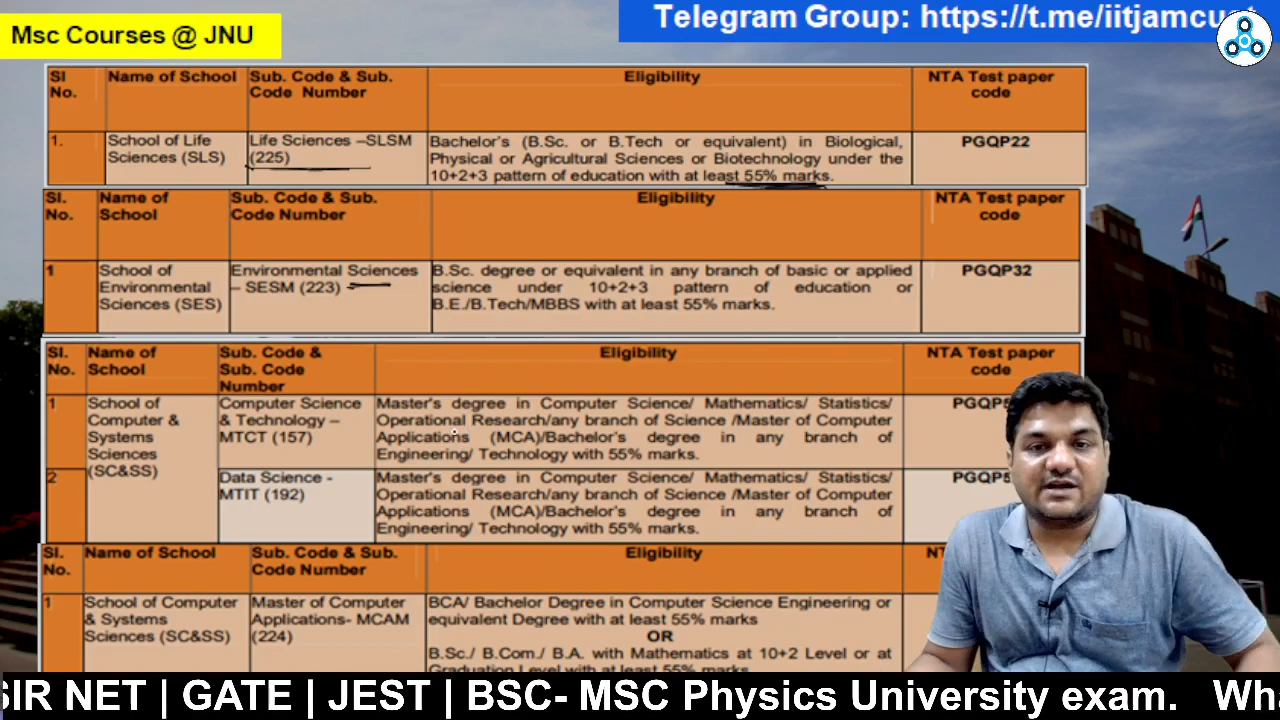 Msc Courses @ JNU
Telegram Group: https://t.me/iitjamcuet
SI No. Name of School Sub. Code & Sub. Code Number Eligibility NTA Test paper code
1. School of Life Sciences (SLS) Life Sciences –SLSM (225) PGQP22
Bachelor's (B.Sc. or B.Tech or equivalent) in Biological,
Physical or Agricultural Sciences or Biotechnology under the
10+2+3 pattern of education with at least 55% marks.
SI. No. Name of School Sub. Code & Sub. Code Number Eligibility NTA Test paper code
1 School of Environmental Sciences (SES) Environmental Sciences – SESM (223) PGQP32
B.Sc. degree or equivalent in any branch of basic or applied
science under 10+2+3 pattern of education or
B.E./B.Tech/MBBS with at least 55% marks.
SI. No. Name of School Sub. Code & Sub. Code Number Eligibility NTA Test paper code
1 School of Computer & Systems Sciences (SC&SS) Computer Science & Technology – MTCT (157)
Master's degree in Computer Science/ Mathematics/ Statistics/
Operational Research/any branch of Science /Master of Computer
Applications (MCA)/Bachelor's degree in any branch of
Engineering/ Technology with 55% marks.
2 Data Science - MTIT (192)
Master's degree in Computer Science/ Mathematics/ Statistics/
Operational Research/any branch of Science /Master of Computer
Applications (MCA)/Bachelor's degree in any branch of
Engineering/ Technology with 55% marks.
SI. No. Name of School Sub. Code & Sub. Code Number Eligibility
1 School of Computer & Systems Sciences (SC&SS) Master of Computer Applications- MCAM (224)
BCA/ Bachelor Degree in Computer Science Engineering or
equivalent Degree with at least 55% marks
OR
B.Sc./ B.Com./ B.A. with Mathematics at 10+2 Level or at
Graduation Level with at least 55% marks
SIR NET | GATE | JEST | BSC- MSC Physics University exam.